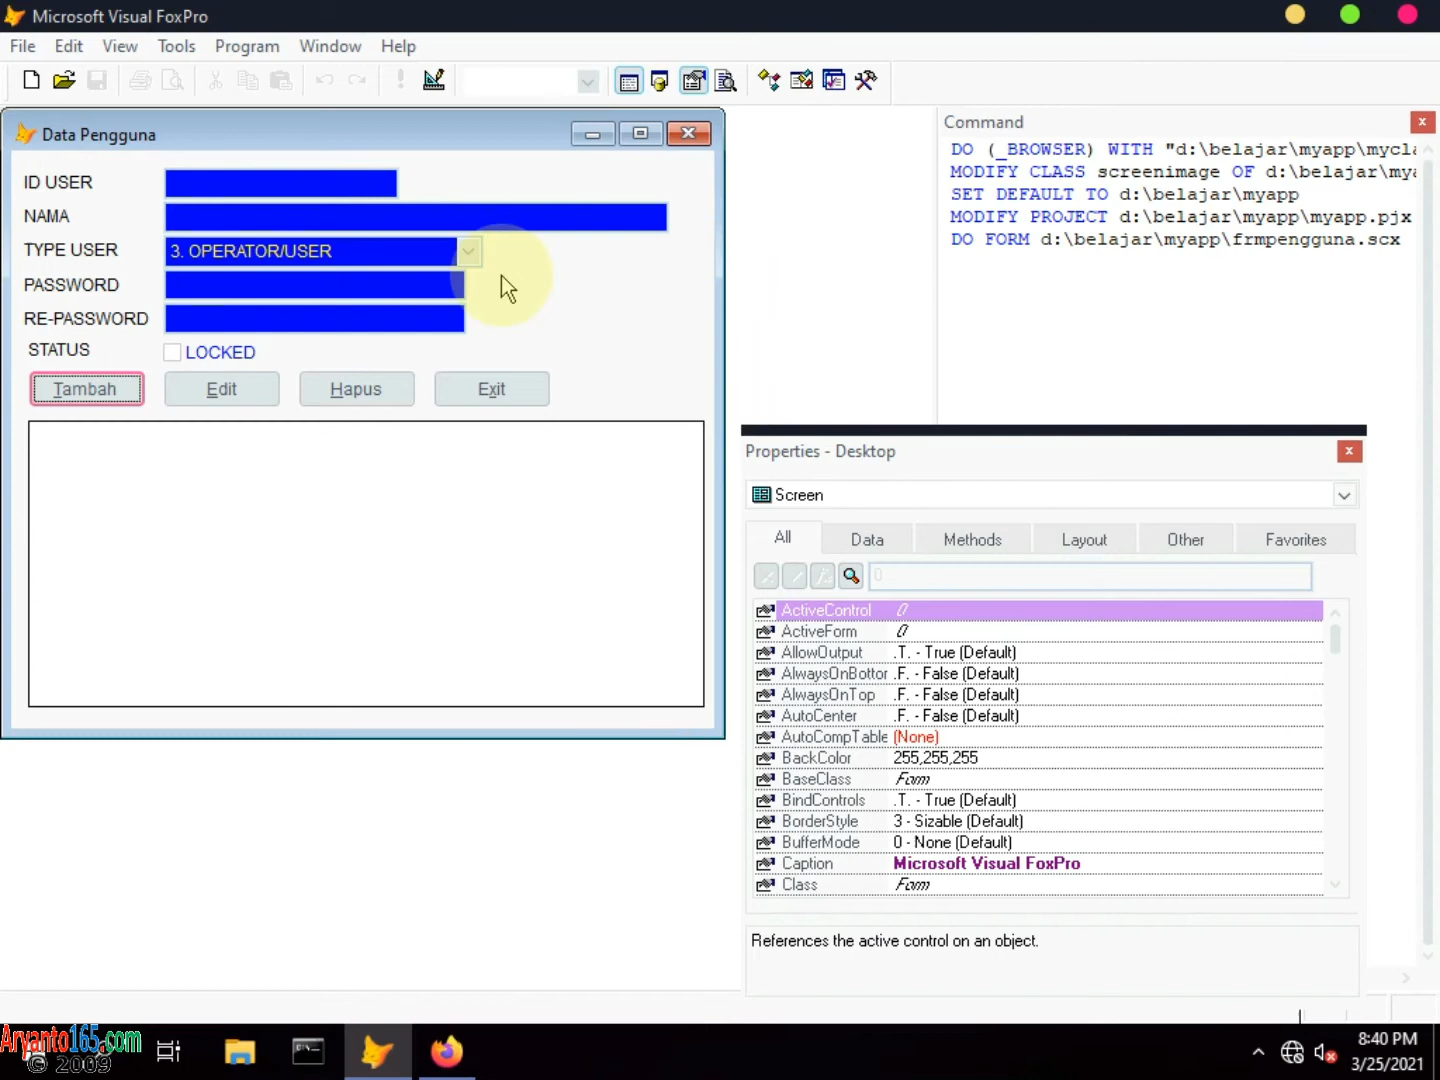 Microsoft Visual FoxPro
File Edit View Tools Program Window Help
Data Pengguna
ID USER
NAMA
TYPE USER 3. OPERATOR/USER
PASSWORD
RE-PASSWORD
STATUS LOCKED
Tambah Edit Hapus Exit
Command
DO (_BROWSER) WITH "d:\belajar\myapp\mycla
MODIFY CLASS screenimage OF d:\belajar\mya
SET DEFAULT TO d:\belajar\myapp
MODIFY PROJECT d:\belajar\myapp\myapp.pjx
DO FORM d:\belajar\myapp\frmpengguna.scx
Properties - Desktop
Screen
All Data Methods Layout Other Favorites
0
ActiveControl 0
ActiveForm 0
AllowOutput .T. - True (Default)
AlwaysOnBottor .F. - False (Default)
AlwaysOnTop .F. - False (Default)
AutoCenter .F. - False (Default)
AutoCompTable (None)
BackColor 255,255,255
BaseClass Form
BindControls .T. - True (Default)
BorderStyle 3 - Sizable (Default)
BufferMode 0 - None (Default)
Caption Microsoft Visual FoxPro
Class Form
References the active control on an object.
Aryanto165.com
© 2009
8:40 PM
3/25/2021